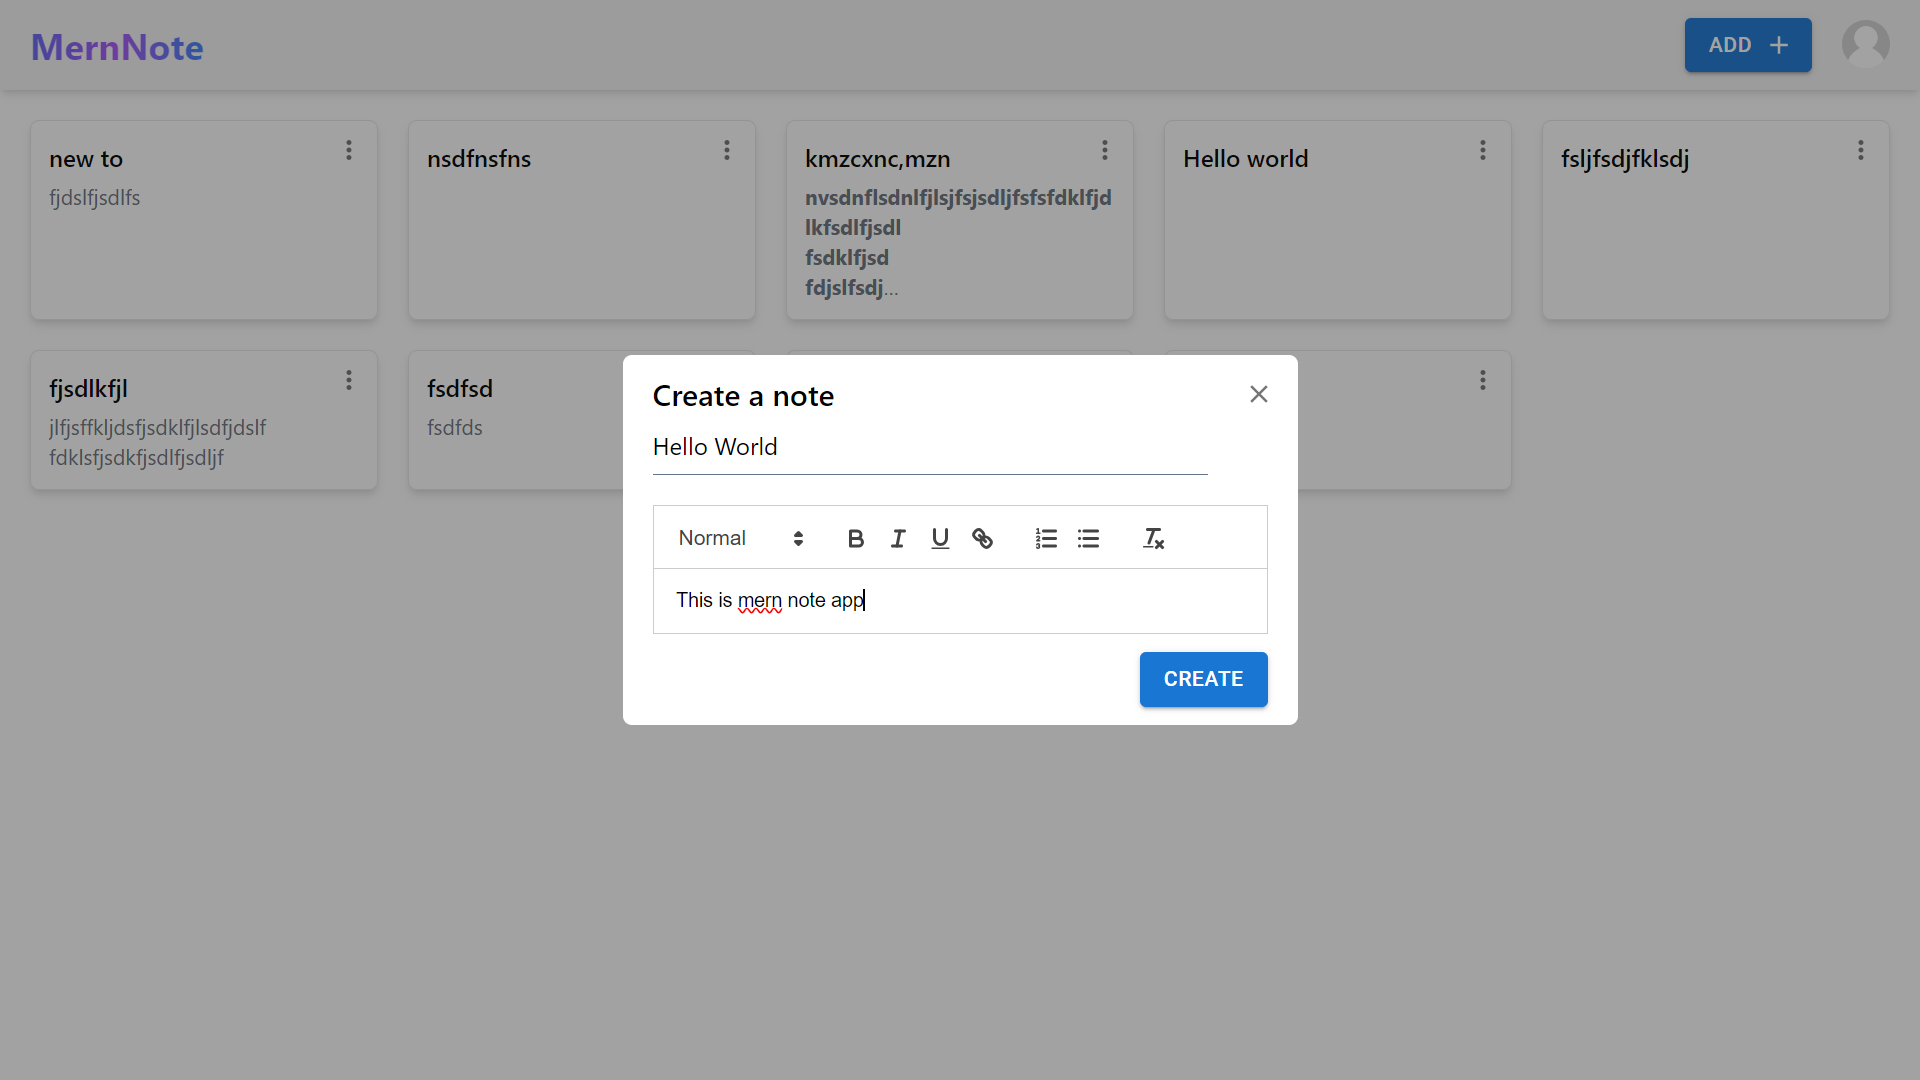 MernNote
ADD
new to
fjdslfjsdlfs
nsdfnsfns
kmzcxnc,mzn
nvsdnflsdnlfjlsjfsjsdljfsfsfdklfjd
lkfsdlfjsdl
fsdklfjsd
fdjslfsdj...
Hello world
fsljfsdjfklsdj
fjsdlkfjl
jlfjsffkljdsfjsdklfjlsdfjdslf
fdklsfjsdkfjsdlfjsdljf
fsdfsd
fsdfds
Create a note
Hello World
Normal
This is mern note app
CREATE